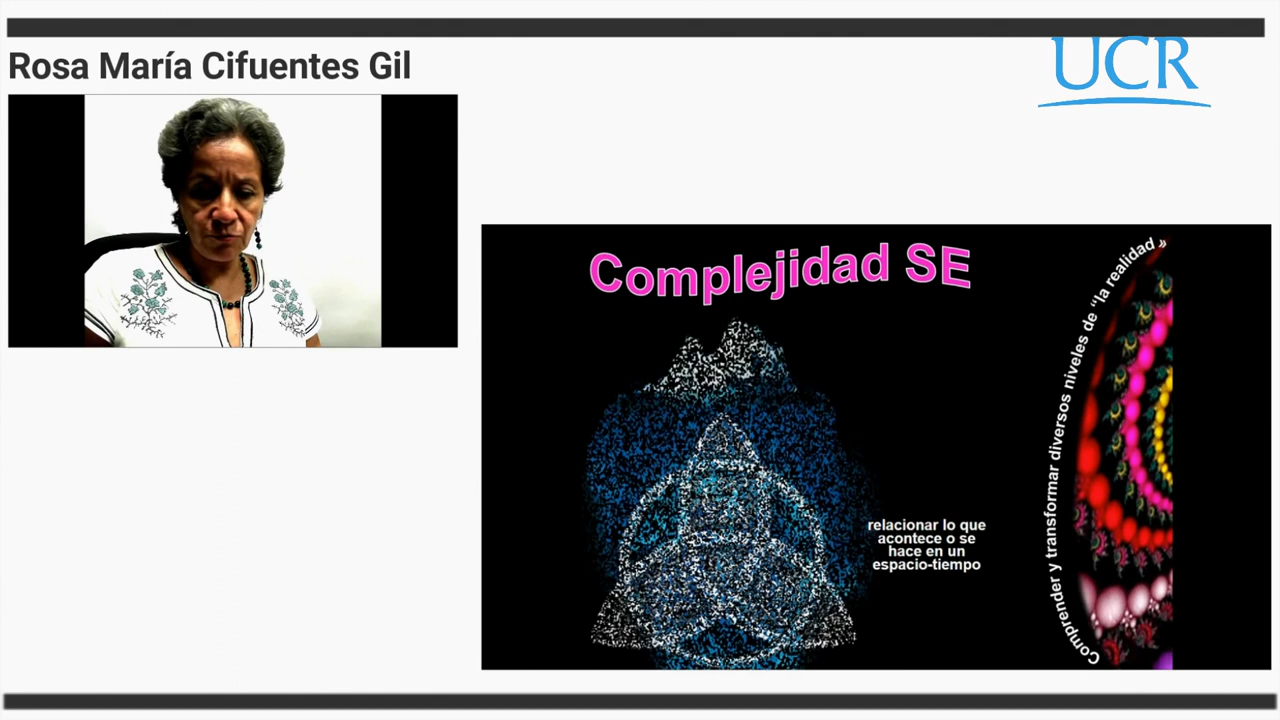 Rosa María Cifuentes Gil
UCR
Complejidad SE
relacionar lo que
acontece o se
hace en un
espacio-tiempo
Comprender y transformar diversos niveles de “la realidad »